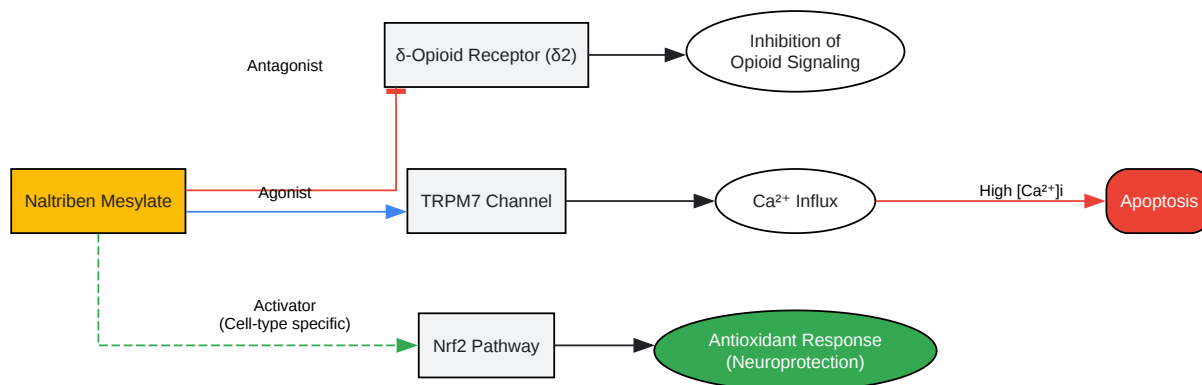 Antagonist
δ-Opioid Receptor (δ2)
Inhibition of
Opioid Signaling
Naltriben Mesylate
Agonist
TRPM7 Channel
Ca²⁺ Influx
High [Ca²⁺]i
Apoptosis
Activator
(Cell-type specific)
Nrf2 Pathway
Antioxidant Response
(Neuroprotection)